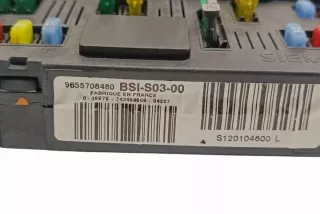 9655708480 BSI-S03-00
FABRIQUE EN FRANCE
S120104600 L